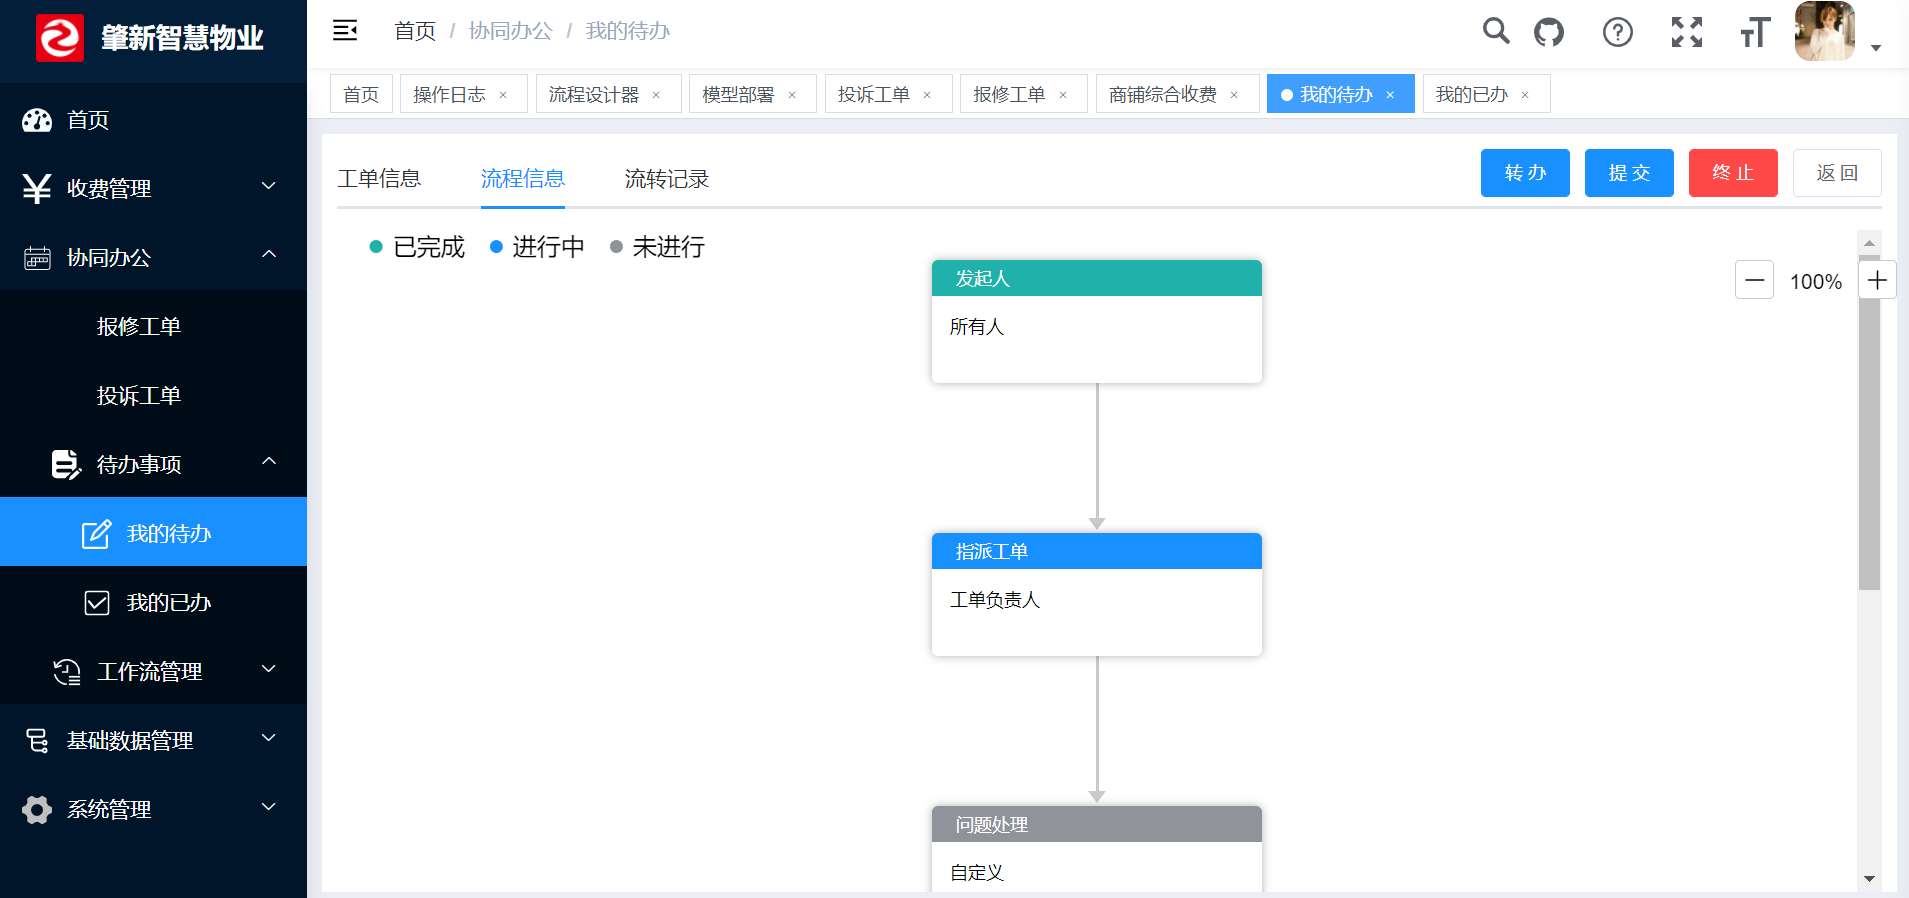 肇新智慧物业
首页
收费管理
协同办公
报修工单
投诉工单
待办事项
我的待办
我的已办
工作流管理
基础数据管理
系统管理
首页 / 协同办公 / 我的待办
首页 操作日志 × 流程设计器 × 模型部署 × 投诉工单 × 报修工单 × 商铺综合收费 × 我的待办 × 我的已办 ×
工单信息 流程信息 流转记录
转办 提交 终止 返回
已完成 进行中 未进行
100%
发起人
所有人
指派工单
工单负责人
问题处理
自定义